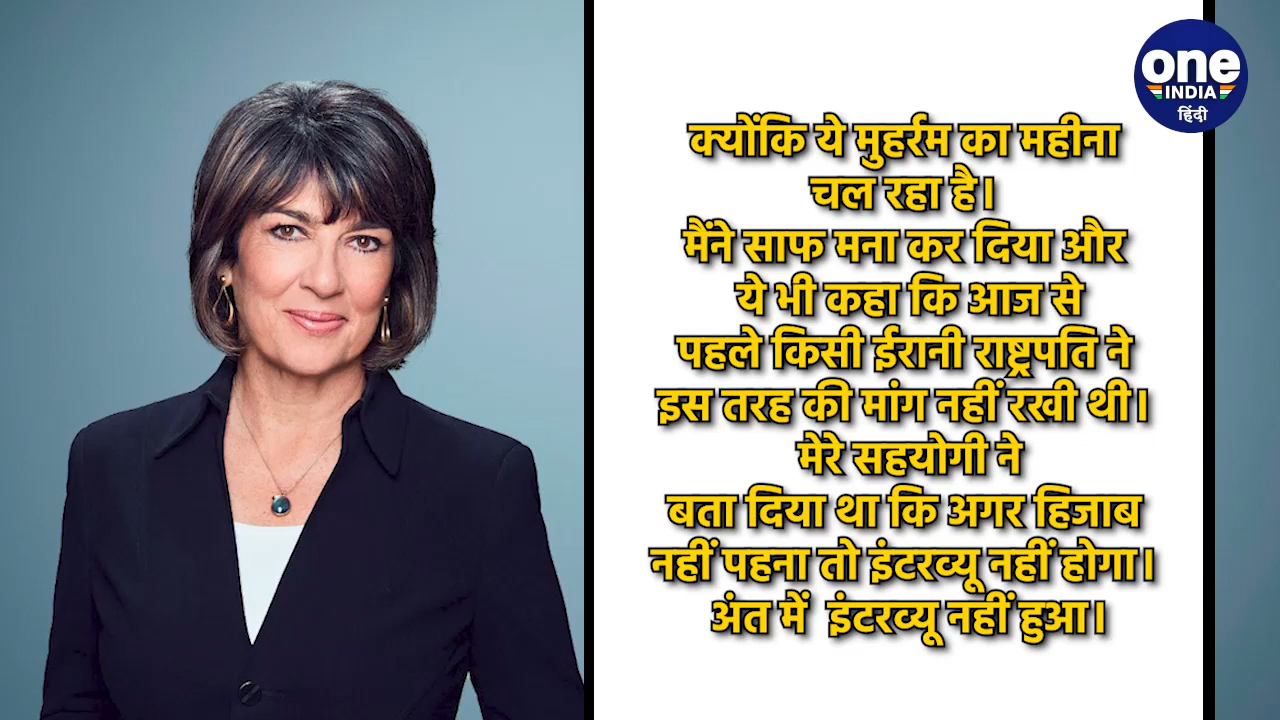 one
INDIA
हिंदी
क्योंकि ये मुहर्रम का महीना
चल रहा है।
मैंने साफ मना कर दिया और
ये भी कहा कि आज से
पहले किसी ईरानी राष्ट्रपति ने
इस तरह की मांग नहीं रखी थी।
मेरे सहयोगी ने
बता दिया था कि अगर हिजाब
नहीं पहना तो इंटरव्यू नहीं होगा।
अंत में इंटरव्यू नहीं हुआ।